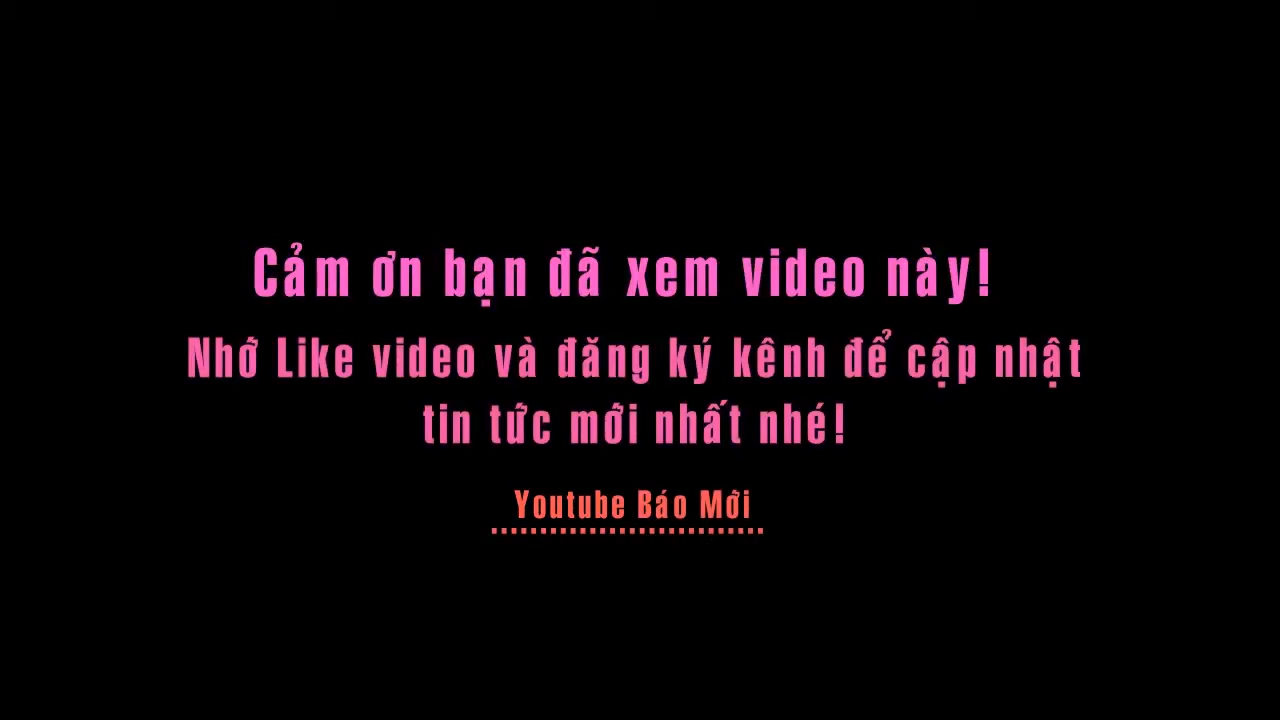 Cảm ơn bạn đã xem video này!
Nhớ Like video và đăng ký kênh để cập nhật
tin tức mới nhất nhé!
Youtube Báo Mới